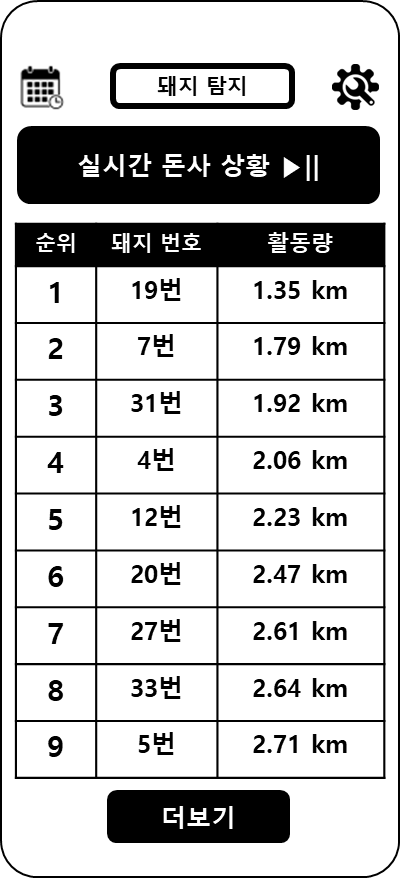 돼지 탐지
실시간 돈사 상황 ▶||
순위 돼지 번호 활동량
1 19번 1.35 km
2 7번 1.79 km
3 31번 1.92 km
4 4번 2.06 km
5 12번 2.23 km
6 20번 2.47 km
7 27번 2.61 km
8 33번 2.64 km
9 5번 2.71 km
더보기